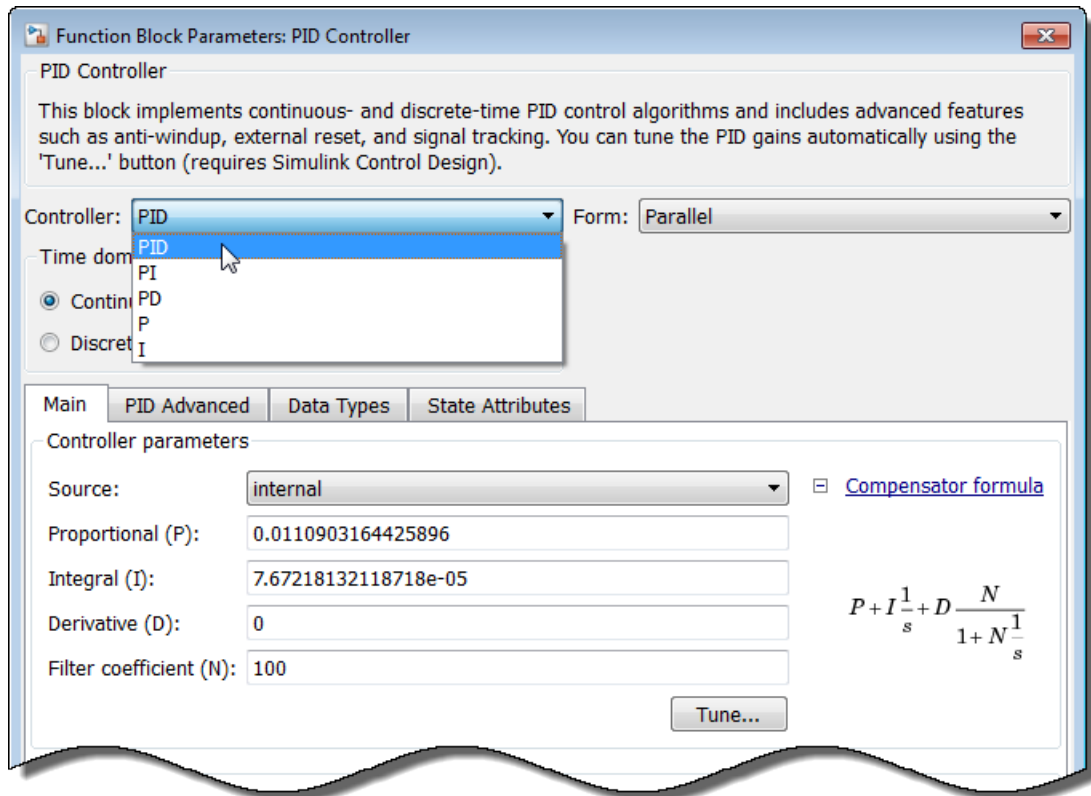 Function Block Parameters: PID Controller
PID Controller
This block implements continuous- and discrete-time PID control algorithms and includes advanced features
such as anti-windup, external reset, and signal tracking. You can tune the PID gains automatically using the
'Tune...' button (requires Simulink Control Design).
Controller: PID Form: Parallel
PID
Time dom
PI
Contin PD
P
Discret I
Main PID Advanced Data Types State Attributes
Controller parameters
Source: internal Compensator formula
Proportional (P): 0.0110903164425896
Integral (I): 7.67218132118718e-05
Derivative (D): 0
P + I 1/s + D N/(1 + N 1/s)
Filter coefficient (N): 100
Tune...